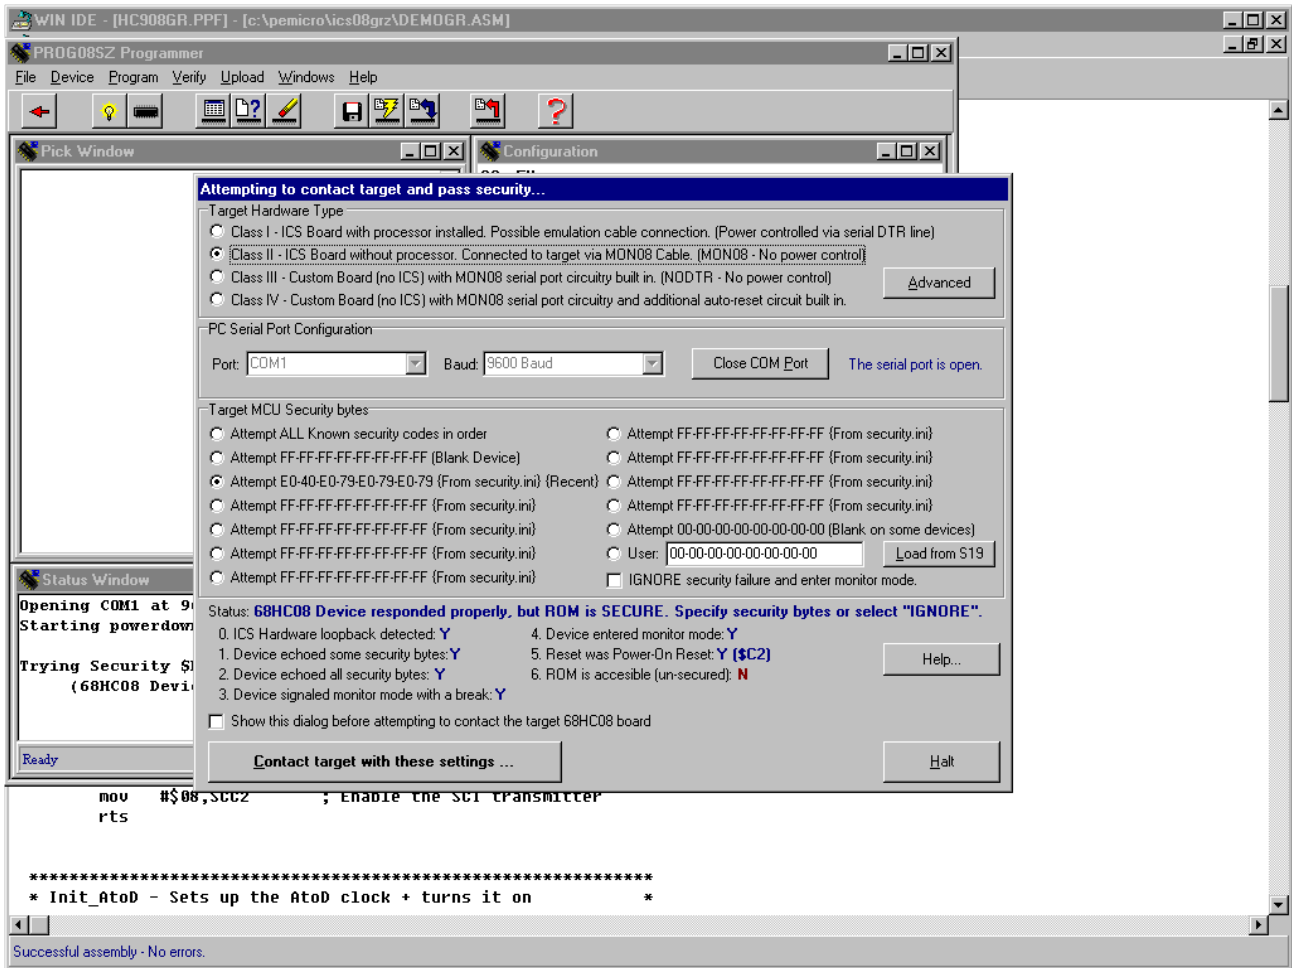 WIN IDE - [HC908GR.PPF] - [c:\pemicro\ics08grz\DEMOGR.ASM]
PROG08SZ Programmer
File Device Program Verify Upload Windows Help
Pick Window
Configuration
Attempting to contact target and pass security...
Target Hardware Type
Class I - ICS Board with processor installed. Possible emulation cable connection. (Power controlled via serial DTR line)
Class II - ICS Board without processor. Connected to target via MON08 Cable. (MON08 - No power control)
Class III - Custom Board (no ICS) with MON08 serial port circuitry built in. (NODTR - No power control)
Class IV - Custom Board (no ICS) with MON08 serial port circuitry and additional auto-reset circuit built in.
Advanced
PC Serial Port Configuration
Port: COM1 Baud: 9600 Baud Close COM Port The serial port is open.
Target MCU Security bytes
Attempt ALL Known security codes in order
Attempt FF-FF-FF-FF-FF-FF-FF-FF (Blank Device)
Attempt E0-40-E0-79-E0-79-E0-79 {From security.ini} {Recent}
Attempt FF-FF-FF-FF-FF-FF-FF-FF {From security.ini}
Attempt FF-FF-FF-FF-FF-FF-FF-FF {From security.ini}
Attempt FF-FF-FF-FF-FF-FF-FF-FF {From security.ini}
Attempt FF-FF-FF-FF-FF-FF-FF-FF {From security.ini}
Attempt FF-FF-FF-FF-FF-FF-FF-FF {From security.ini}
Attempt FF-FF-FF-FF-FF-FF-FF-FF {From security.ini}
Attempt FF-FF-FF-FF-FF-FF-FF-FF {From security.ini}
Attempt FF-FF-FF-FF-FF-FF-FF-FF {From security.ini}
Attempt 00-00-00-00-00-00-00-00 (Blank on some devices)
User: 00-00-00-00-00-00-00-00 Load from S19
IGNORE security failure and enter monitor mode.
Status: 68HC08 Device responded properly, but ROM is SECURE. Specify security bytes or select "IGNORE".
0. ICS Hardware loopback detected: Y
1. Device echoed some security bytes: Y
2. Device echoed all security bytes: Y
3. Device signaled monitor mode with a break: Y
4. Device entered monitor mode: Y
5. Reset was Power-On Reset: Y ($C2)
6. ROM is accesible (un-secured): N
Help...
Show this dialog before attempting to contact the target 68HC08 board
Contact target with these settings ...
Halt
Status Window
Opening COM1 at
Starting powerdown
Trying Security
(68HC08
Ready
mov #$08,SCC2 ; Enable the SCI transmitter
rts
**************************************************************
* Init_AtoD - Sets up the AtoD clock + turns it on *
Successful assembly - No errors.